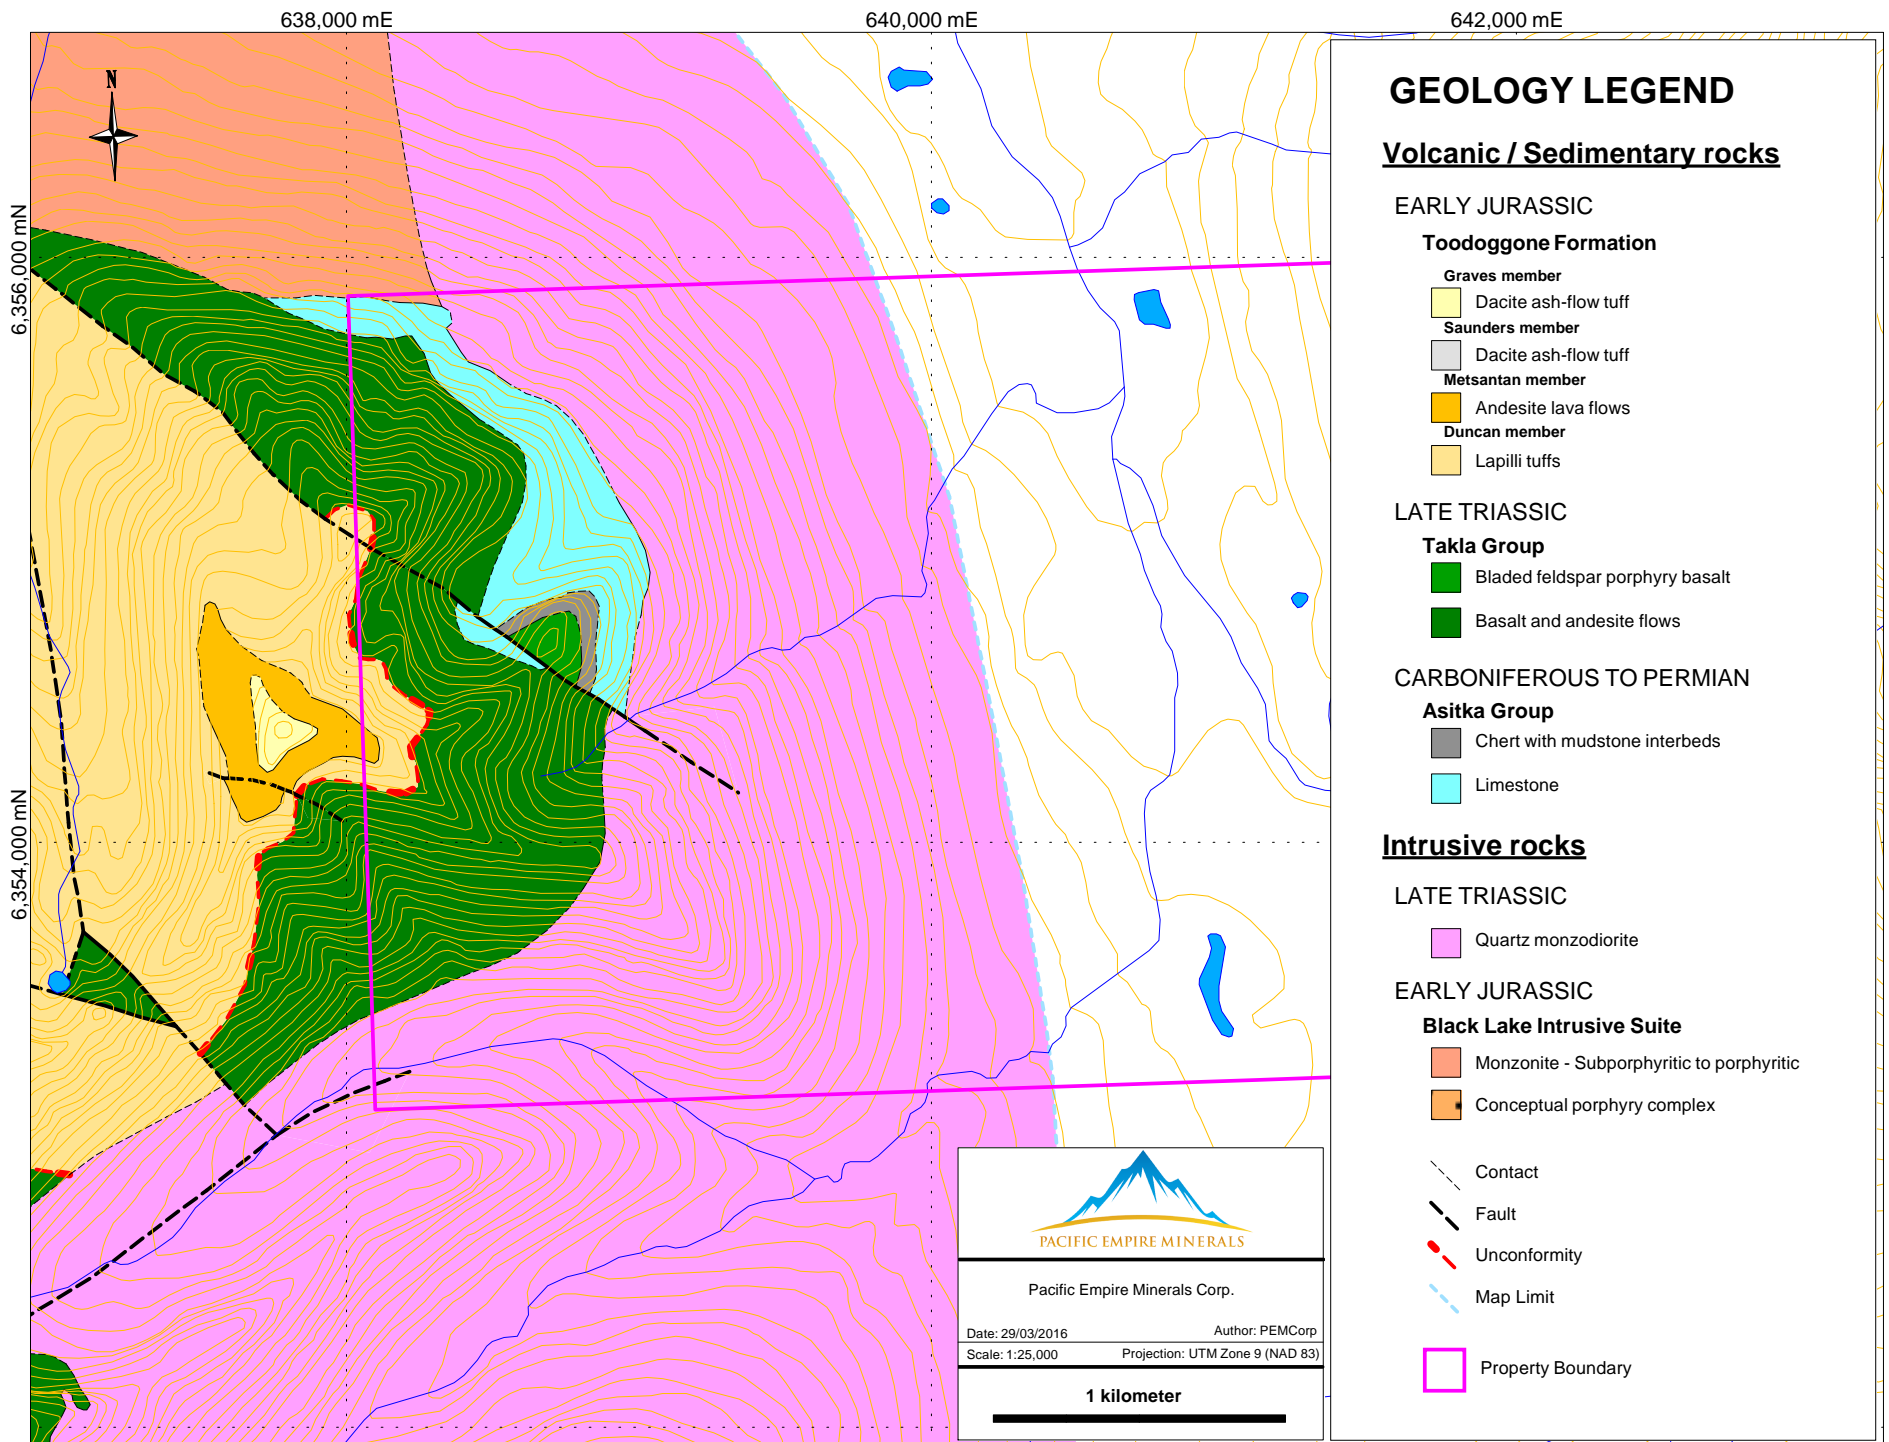 638,000 mE
640,000 mE
642,000 mE
N
6,356,000 mN
6,354,000 mN
GEOLOGY LEGEND
Volcanic / Sedimentary rocks
EARLY JURASSIC
Toodoggone Formation
Graves member
Dacite ash-flow tuff
Saunders member
Dacite ash-flow tuff
Metsantan member
Andesite lava flows
Duncan member
Lapilli tuffs
LATE TRIASSIC
Takla Group
Bladed feldspar porphyry basalt
Basalt and andesite flows
CARBONIFEROUS TO PERMIAN
Asitka Group
Chert with mudstone interbeds
Limestone
Intrusive rocks
LATE TRIASSIC
Quartz monzodiorite
EARLY JURASSIC
Black Lake Intrusive Suite
Monzonite - Subporphyritic to porphyritic
Conceptual porphyry complex
Contact
Fault
Unconformity
Map Limit
Property Boundary
PACIFIC EMPIRE MINERALS
Pacific Empire Minerals Corp.
Date: 29/03/2016 Author: PEMCorp
Scale: 1:25,000 Projection: UTM Zone 9 (NAD 83)
1 kilometer